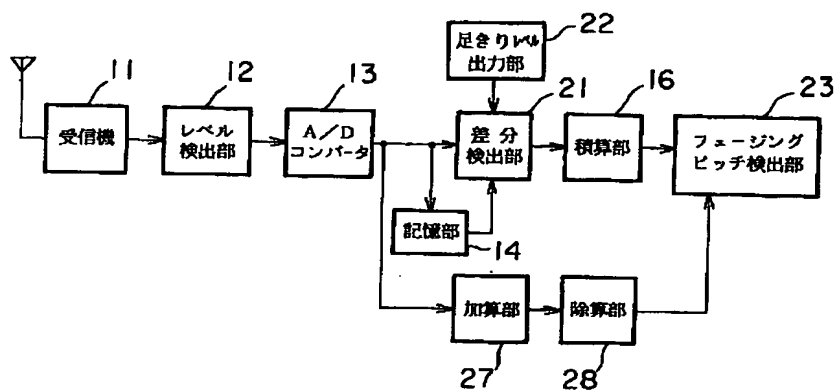 11
受信機
12
レベル
検出部
13
A/D
コンバータ
足きりレベル
出力部
22
21
差分
検出部
記憶部
14
16
積算部
23
フェージング
ピッチ検出部
加算部
27
除算部
28